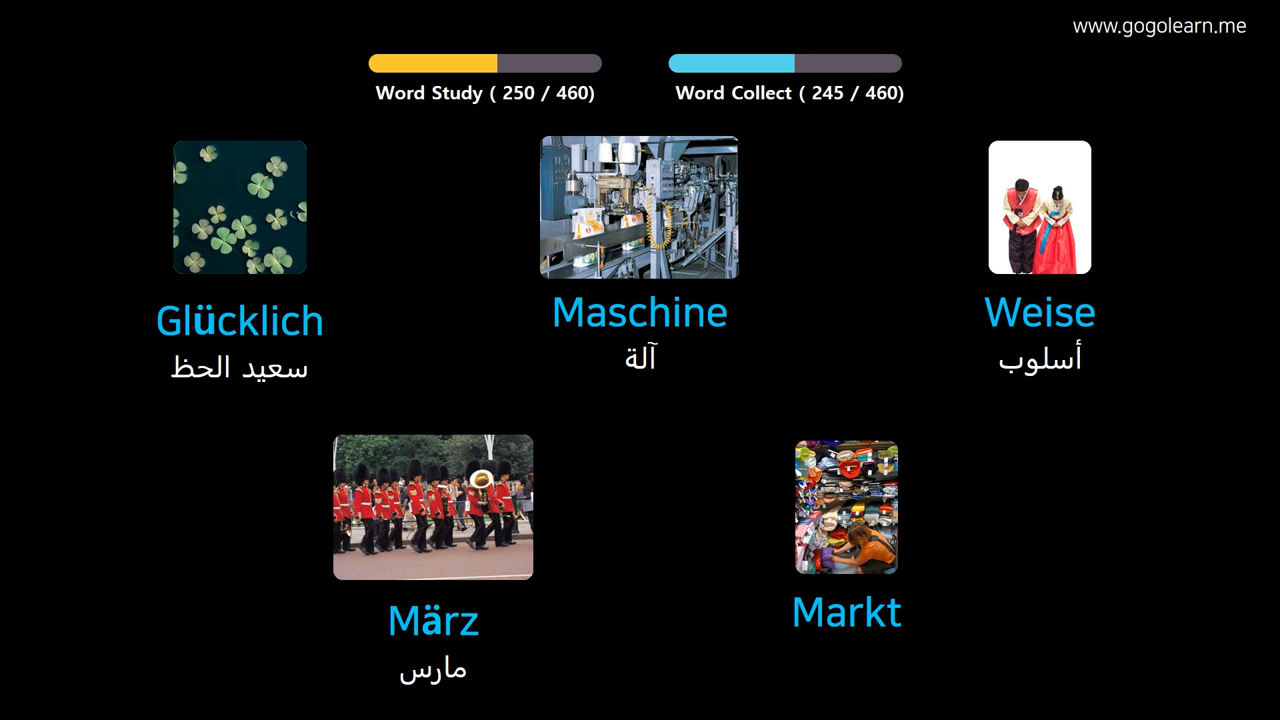 www.gogolearn.me
Word Study ( 250 / 460)
Word Collect ( 245 / 460)
Glücklich
سعيد الحظ
Maschine
آلة
Weise
أسلوب
März
مارس
Markt